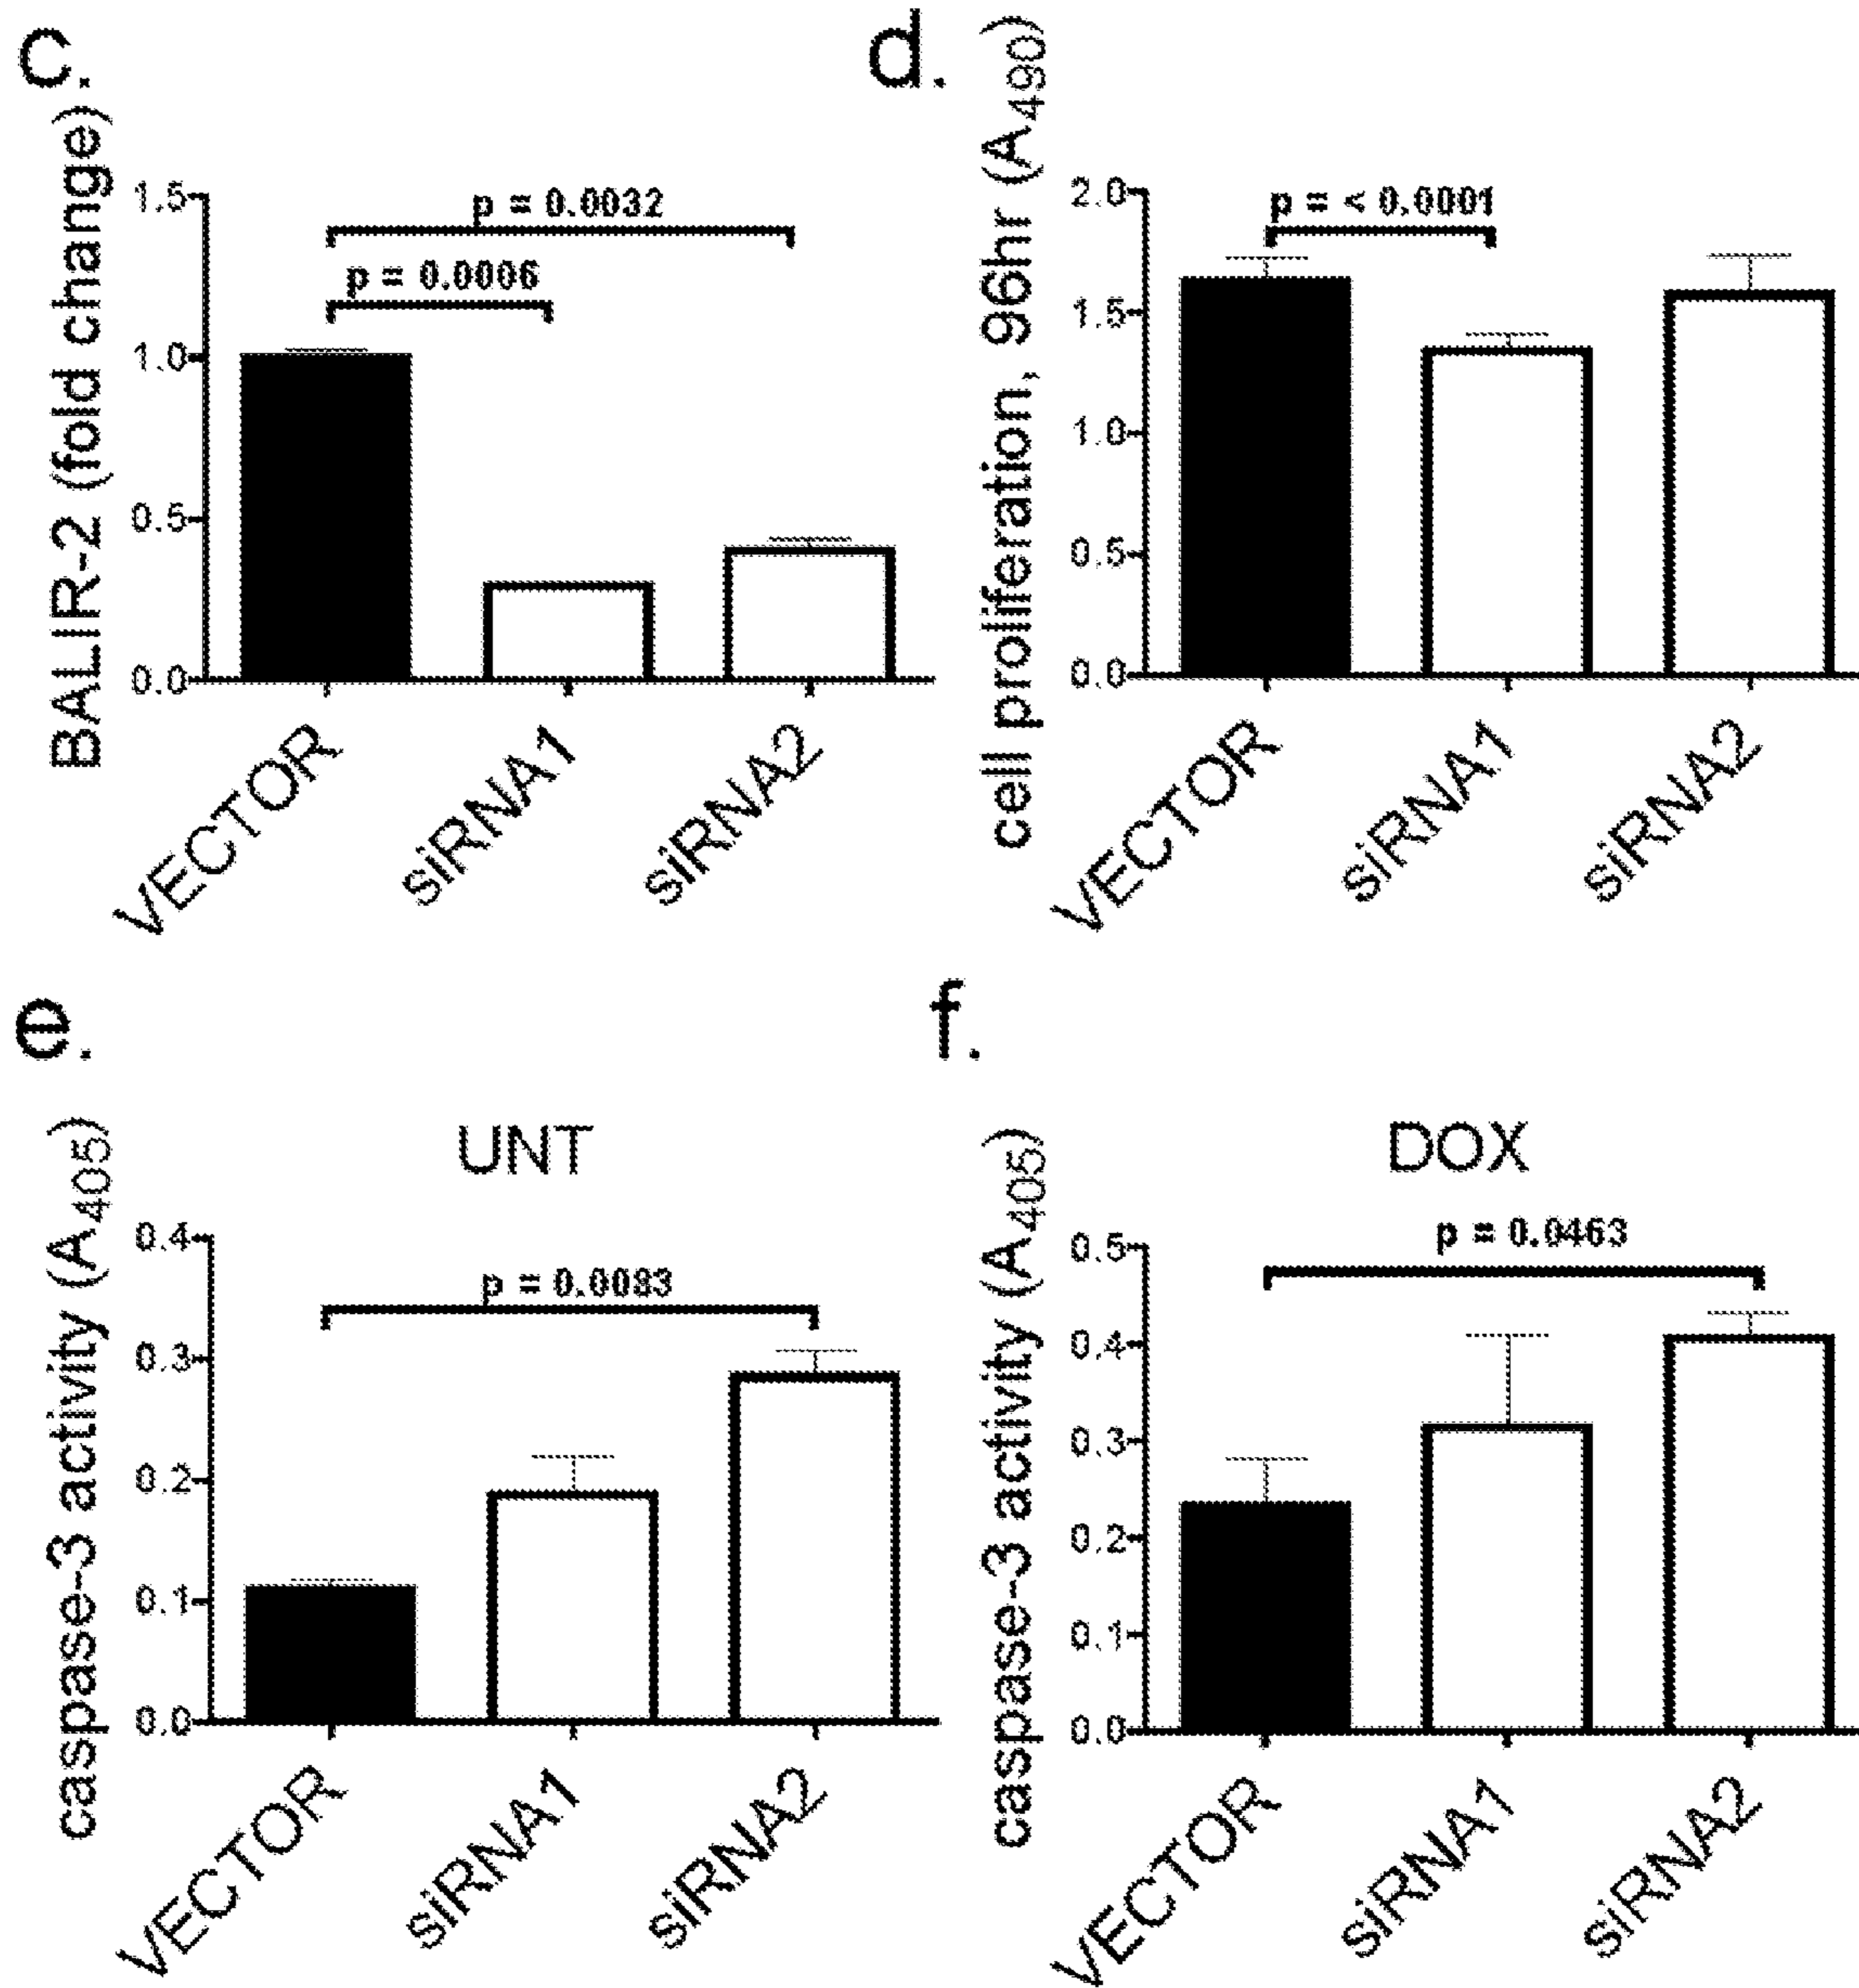 c.
BALIR-2 (fold change)
1.5
1.0
0.5
0.0
p = 0.0032
p = 0.0006
VECTOR
siRNA1
siRNA2
d.
cell proliferation, 96hr (A490)
2.0
1.5
1.0
0.5
0.0
p = < 0.0001
VECTOR
siRNA1
siRNA2
e.
UNT
caspase-3 activity (A405)
0.4
0.3
0.2
0.1
0.0
p = 0.0083
VECTOR
siRNA1
siRNA2
f.
DOX
caspase-3 activity (A405)
0.5
0.4
0.3
0.2
0.1
0.0
p = 0.0463
VECTOR
siRNA1
siRNA2